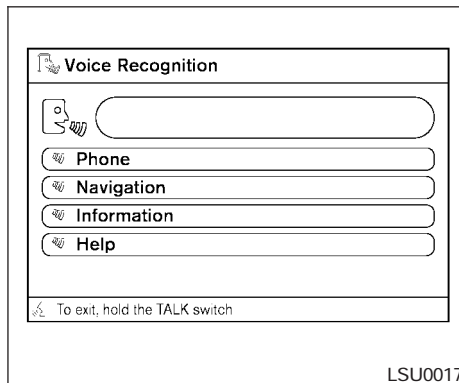 Voice Recognition
Phone
Navigation
Information
Help
To exit, hold the TALK switch
LSU0017